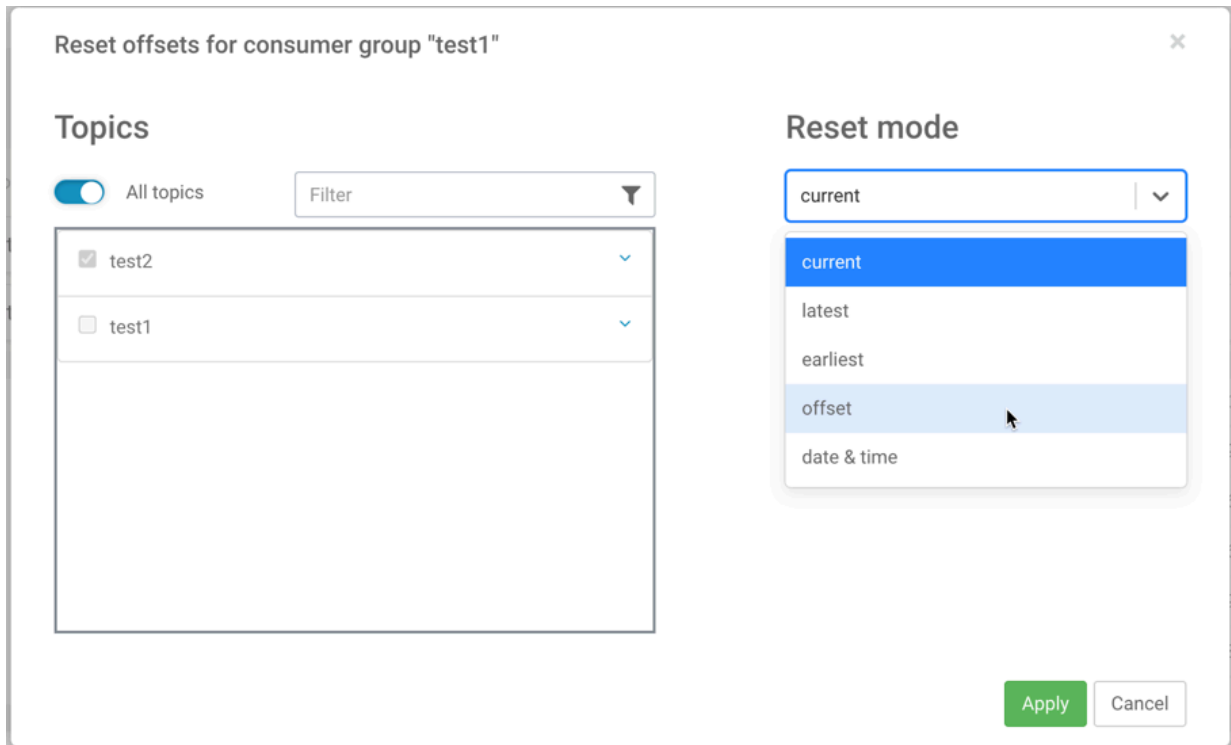 Reset offsets for consumer group "test1"
Topics
All topics
Filter
test2
test1
Reset mode
current
current
latest
earliest
offset
date & time
Apply
Cancel